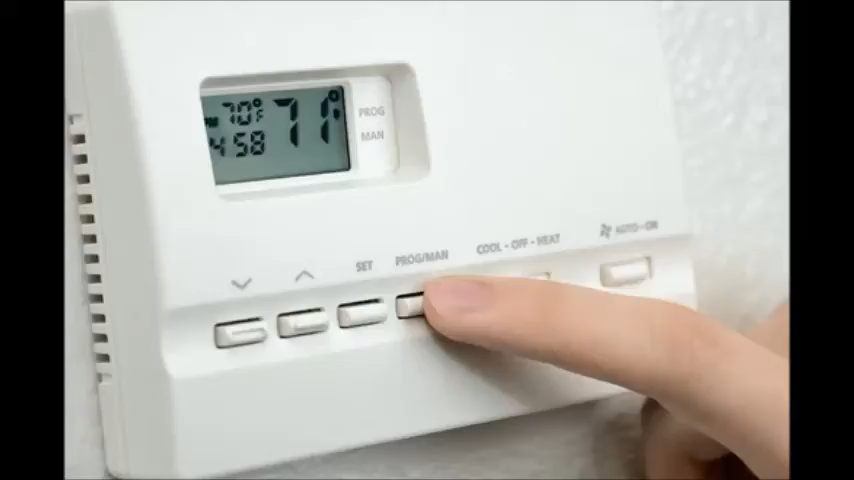 70°F 71°
4 58
PROG
MAN
SET PROG/MAN COOL - OFF - HEAT AUTO - ON